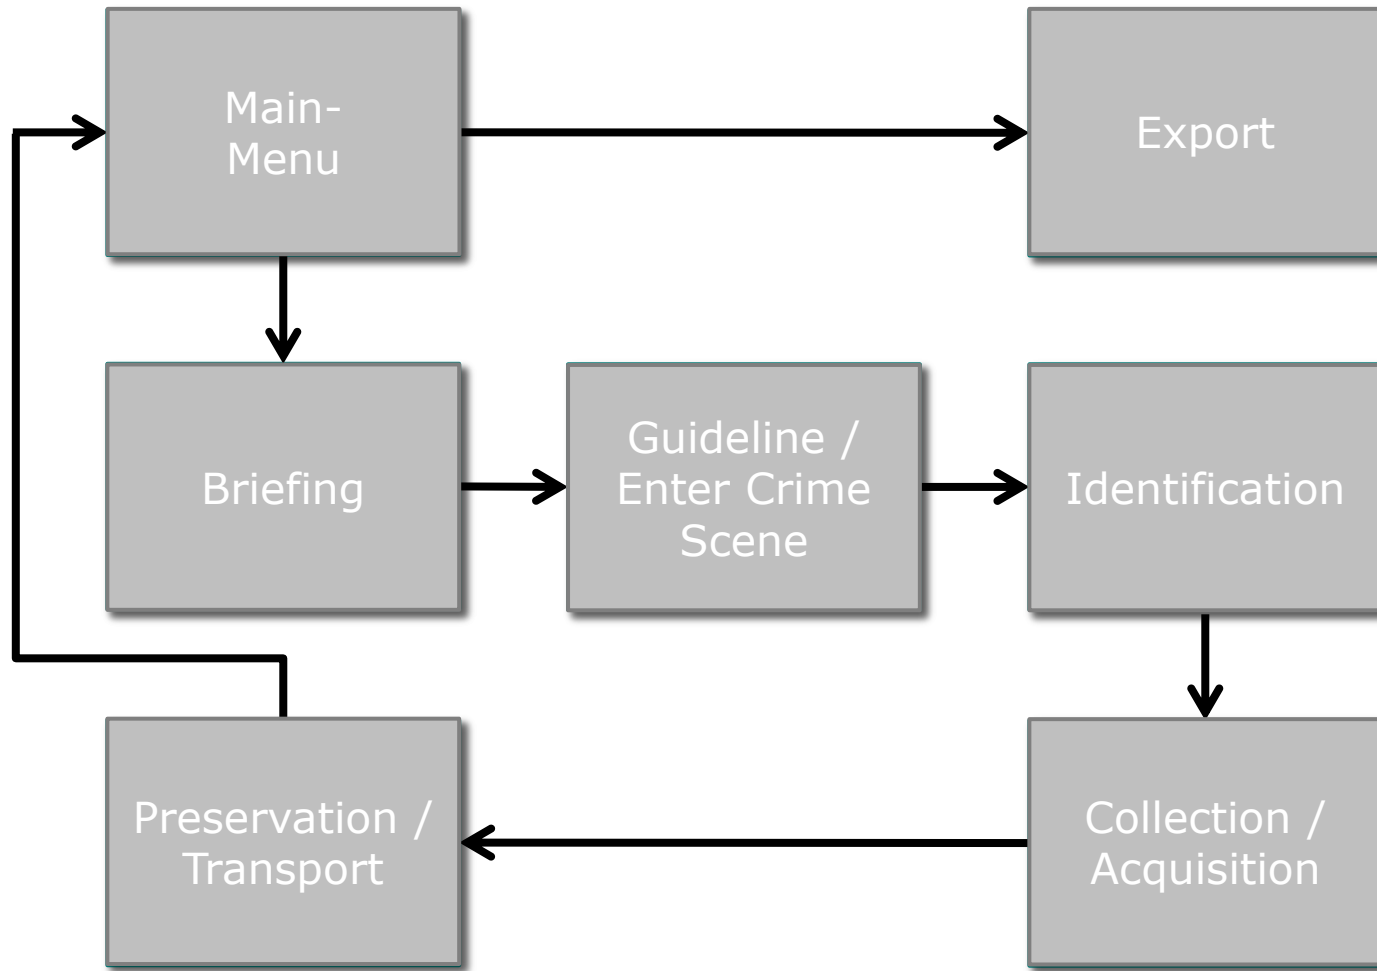 Main-
Menu
Export
Briefing
Guideline /
Enter Crime
Scene
Identification
Preservation /
Transport
Collection /
Acquisition